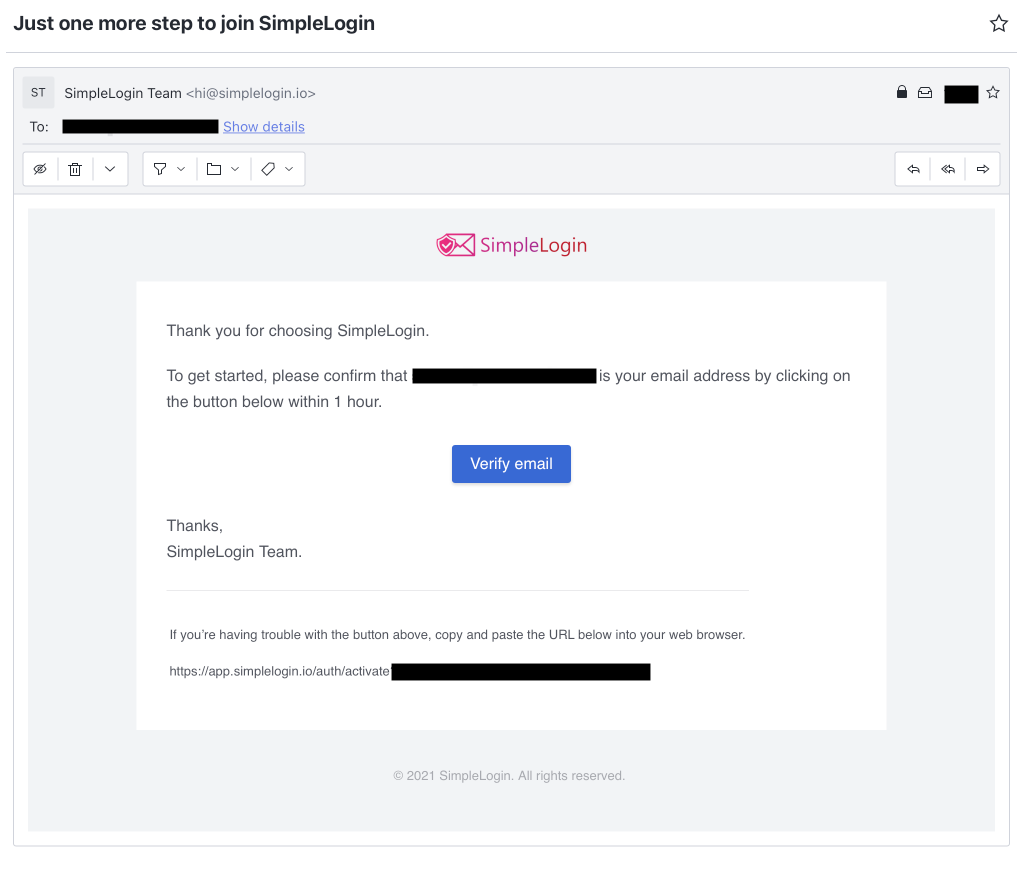 Just one more step to join SimpleLogin
ST SimpleLogin Team <hi@simplelogin.io>
To: Show details
SimpleLogin
Thank you for choosing SimpleLogin.
To get started, please confirm that is your email address by clicking on
the button below within 1 hour.
Verify email
Thanks,
SimpleLogin Team.
If you’re having trouble with the button above, copy and paste the URL below into your web browser.
https://app.simplelogin.io/auth/activate
© 2021 SimpleLogin. All rights reserved.